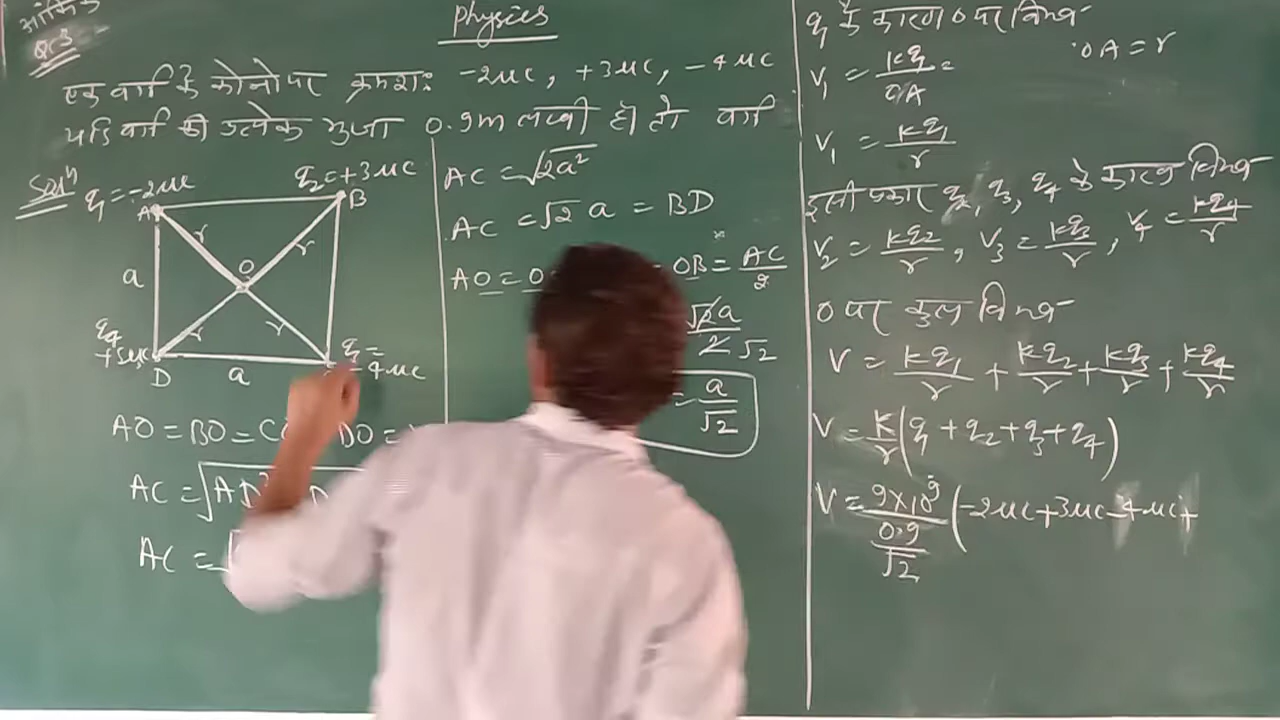 Physics
एक वर्ग के कोनो पर क्रमशः -2μc, +3μc, -4μc
यदि वर्ग की प्रत्येक भुजा 0.9m लम्बी हो तो वर्ग
Solⁿ
q₁=-2μc
q₂=+3μc
A
B
r
r
O
a
r
r
q₄
+5μc
q₃=
-4μc
D
a
AO=BO=CO DO=
AC=√AD² D
AC=√
AC=√2a²
AC=√2 a = BD
AO=O OB=AC/2
√2a/2 √2
=a/√2
q₁ के कारण O पर विभव-
V₁=kq/OA=
OA=r
V₁=kq₁/r
इसी प्रकार q₂, q₃, q₄ के कारण विभव
V₂=kq₂/r, V₃=kq₃/r, V₄=kq₄/r
O पर कुल विभव-
V=kq₁/r+kq₂/r+kq₃/r+kq₄/r
V=k/r(q₁+q₂+q₃+q₄)
V=9×10⁹/0.9/√2(-2μc+3μc-4μc+